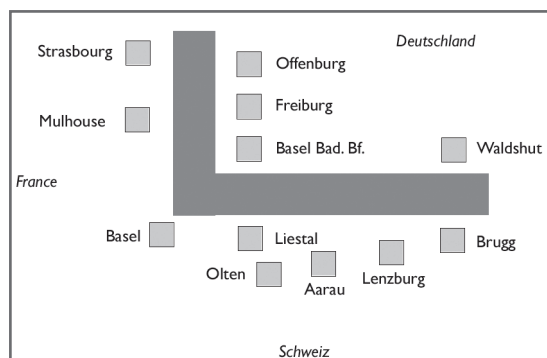 Deutschland
Strasbourg
Offenburg
Freiburg
Mulhouse
Basel Bad. Bf.
Waldshut
France
Basel
Liestal
Brugg
Olten
Aarau
Lenzburg
Schweiz